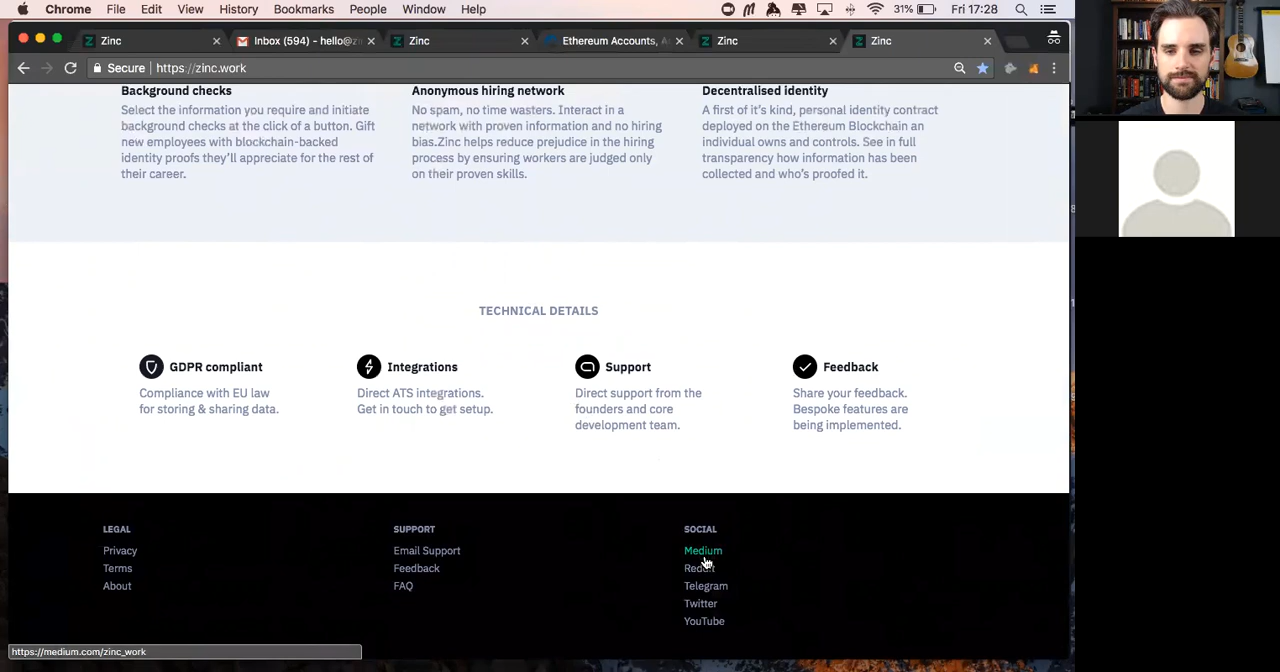 Chrome File Edit View History Bookmarks People Window Help 31% Fri 17:28
Zinc Inbox (594) - hello@z Zinc Ethereum Accounts, A Zinc Zinc
Secure https://zinc.work
Background checks
Select the information you require and initiate
background checks at the click of a button. Gift
new employees with blockchain-backed
identity proofs they'll appreciate for the rest of
their career.
Anonymous hiring network
No spam, no time wasters. Interact in a
network with proven information and no hiring
bias.Zinc helps reduce prejudice in the hiring
process by ensuring workers are judged only
on their proven skills.
Decentralised identity
A first of it's kind, personal identity contract
deployed on the Ethereum Blockchain an
individual owns and controls. See in full
transparency how information has been
collected and who's proofed it.
TECHNICAL DETAILS
GDPR compliant
Compliance with EU law
for storing & sharing data.
Integrations
Direct ATS integrations.
Get in touch to get setup.
Support
Direct support from the
founders and core
development team.
Feedback
Share your feedback.
Bespoke features are
being implemented.
LEGAL
Privacy
Terms
About
SUPPORT
Email Support
Feedback
FAQ
SOCIAL
Medium
Reddit
Telegram
Twitter
YouTube
https://medium.com/zinc_work